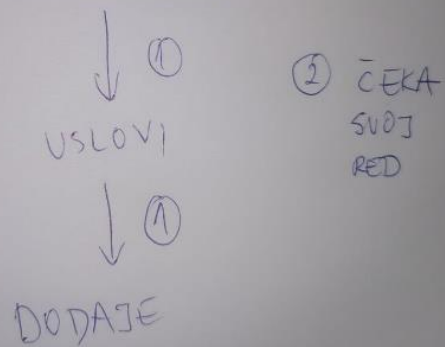 ①
USLOVI
①
DODAJE
② ČEKA
SVOJ
RED